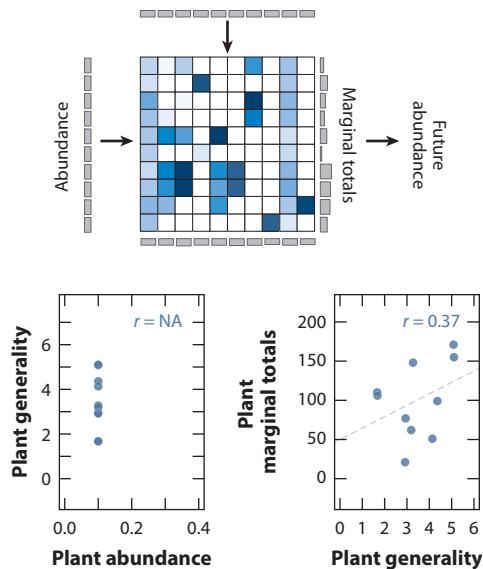 Abundance
Marginal totals
Future
abundance
Plant generality
6
4
2
0
r = NA
0.0 0.2 0.4
Plant abundance
Plant
marginal totals
200
150
100
50
0
r = 0.37
0 1 2 3 4 5 6
Plant generality